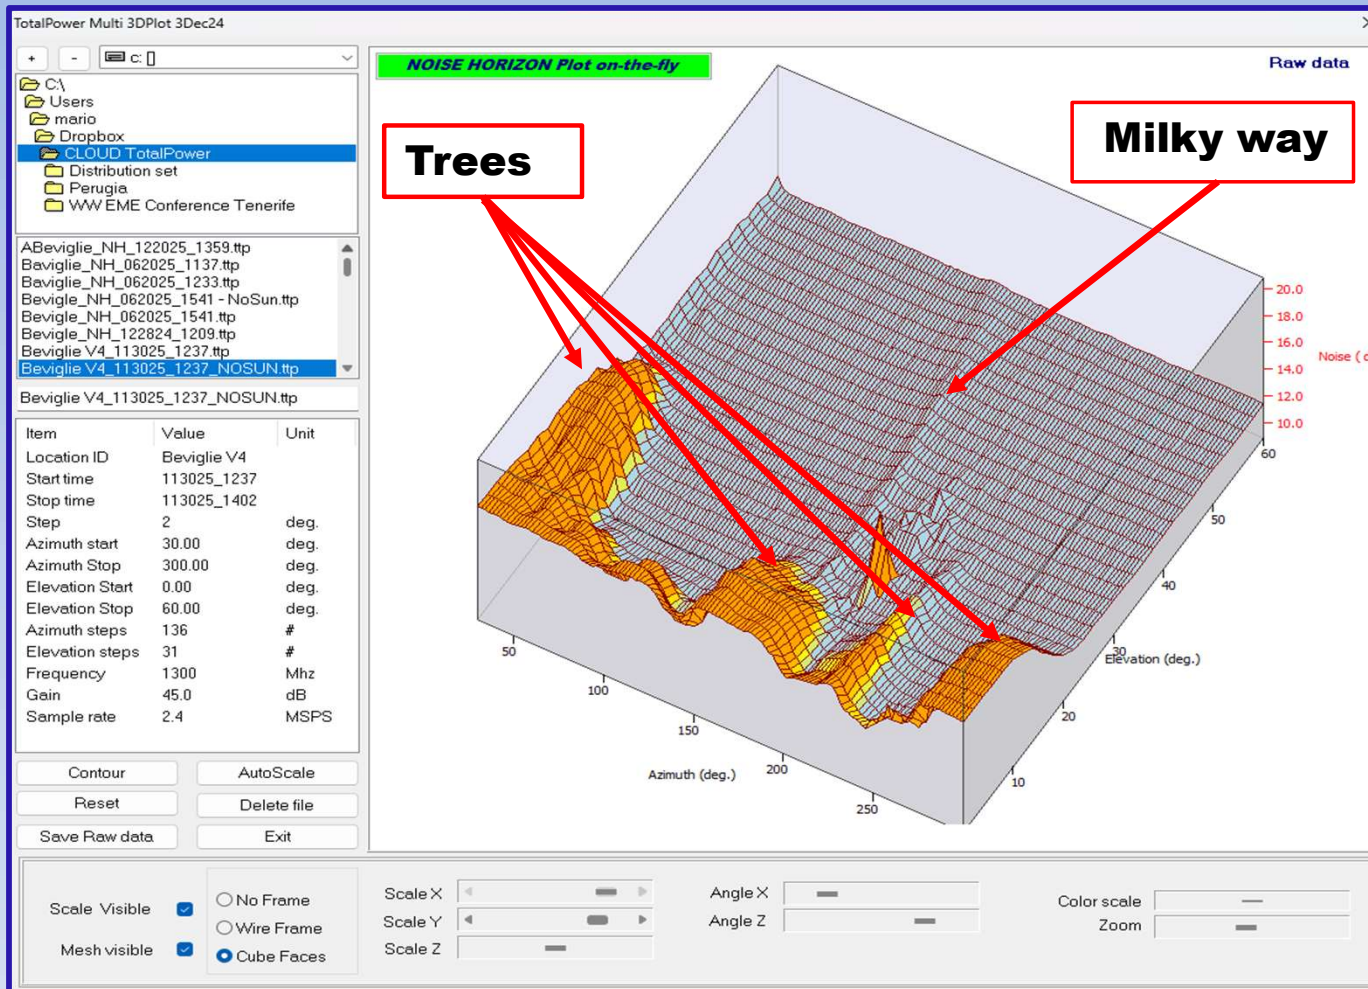 TotalPower Multi 3DPlot 3Dec24
+ - c: []
C:\
Users
mario
Dropbox
CLOUD TotalPower
Distribution set
Perugia
WW EME Conference Tenerife
ABeviglie_NH_122025_1359.ttp
Baviglie_NH_062025_1137.ttp
Baviglie_NH_062025_1233.ttp
Bevigle_NH_062025_1541 - NoSun.ttp
Bevigle_NH_062025_1541.ttp
Bevigle_NH_122824_1209.ttp
Beviglie V4_113025_1237.ttp
Beviglie V4_113025_1237_NOSUN.ttp
Beviglie V4_113025_1237_NOSUN.ttp
Item Value Unit
Location ID Beviglie V4
Start time 113025_1237
Stop time 113025_1402
Step 2 deg.
Azimuth start 30.00 deg.
Azimuth Stop 300.00 deg.
Elevation Start 0.00 deg.
Elevation Stop 60.00 deg.
Azimuth steps 136 #
Elevation steps 31 #
Frequency 1300 Mhz
Gain 45.0 dB
Sample rate 2.4 MSPS
Contour AutoScale
Reset Delete file
Save Raw data Exit
NOISE HORIZON Plot on-the-fly
Raw data
Trees
Milky way
20.0
18.0
16.0
Noise (
14.0
12.0
10.0
60
50
40
30
Elevation (deg.)
20
10
50
100
150
Azimuth (deg.)
200
250
Scale Visible
Mesh visible
No Frame
Wire Frame
Cube Faces
Scale X
Scale Y
Scale Z
Angle X
Angle Z
Color scale
Zoom